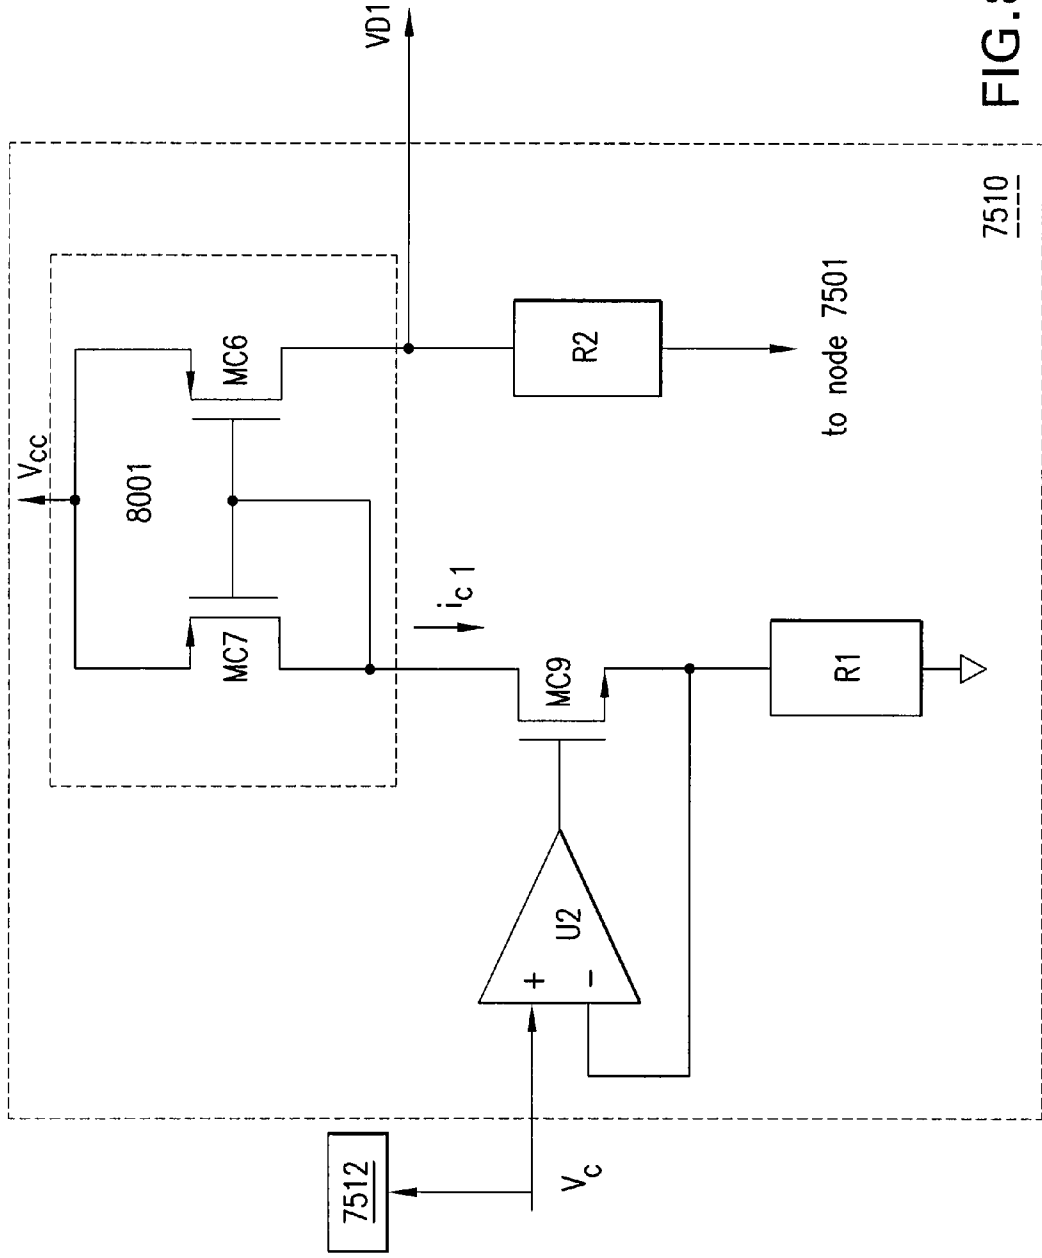 VD1
FIG.
Vcc
8001
MC7
MC6
ic 1
MC9
R2
to node 7501
R1
U2
+
-
7510
7512
Vc